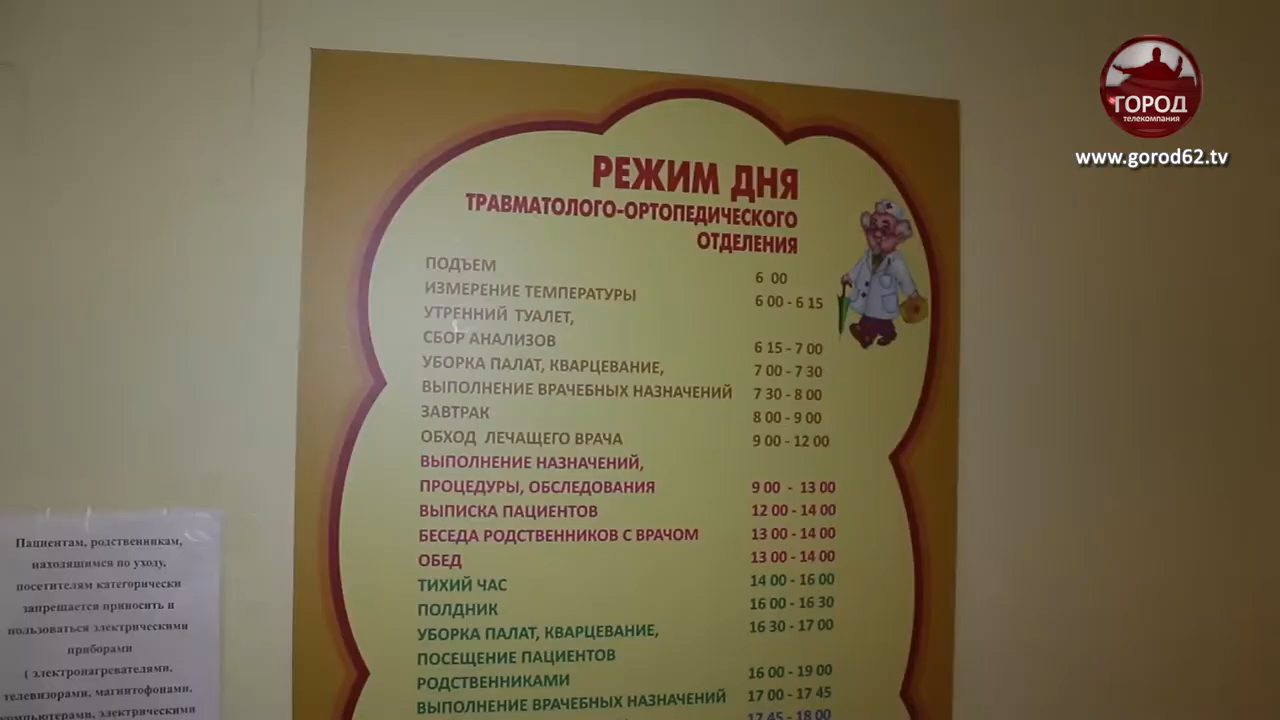 ГОРОД
телекомпания
www.gorod62.tv
РЕЖИМ ДНЯ
ТРАВМАТОЛОГО-ОРТОПЕДИЧЕСКОГО
ОТДЕЛЕНИЯ
ПОДЪЕМ 6 00
ИЗМЕРЕНИЕ ТЕМПЕРАТУРЫ 6 00 - 6 15
УТРЕННИЙ ТУАЛЕТ,
СБОР АНАЛИЗОВ 6 15 - 7 00
УБОРКА ПАЛАТ, КВАРЦЕВАНИЕ, 7 00 - 7 30
ВЫПОЛНЕНИЕ ВРАЧЕБНЫХ НАЗНАЧЕНИЙ 7 30 - 8 00
ЗАВТРАК 8 00 - 9 00
ОБХОД ЛЕЧАЩЕГО ВРАЧА 9 00 - 12 00
ВЫПОЛНЕНИЕ НАЗНАЧЕНИЙ,
ПРОЦЕДУРЫ, ОБСЛЕДОВАНИЯ 9 00 - 13 00
ВЫПИСКА ПАЦИЕНТОВ 12 00 - 14 00
БЕСЕДА РОДСТВЕННИКОВ С ВРАЧОМ 13 00 - 14 00
ОБЕД 13 00 - 14 00
ТИХИЙ ЧАС 14 00 - 16 00
ПОЛДНИК 16 00 - 16 30
УБОРКА ПАЛАТ, КВАРЦЕВАНИЕ, 16 30 - 17 00
ПОСЕЩЕНИЕ ПАЦИЕНТОВ
РОДСТВЕННИКАМИ 16 00 - 19 00
ВЫПОЛНЕНИЕ ВРАЧЕБНЫХ НАЗНАЧЕНИЙ 17 00 - 17 45
17 45 - 18 00
Пациентам, родственникам,
находящимся по уходу,
посетителям категорически
запрещается приносить и
пользоваться электрическими
приборами
( электронагревателями,
телевизорами, магнитофонами,
компьютерами, электрическими